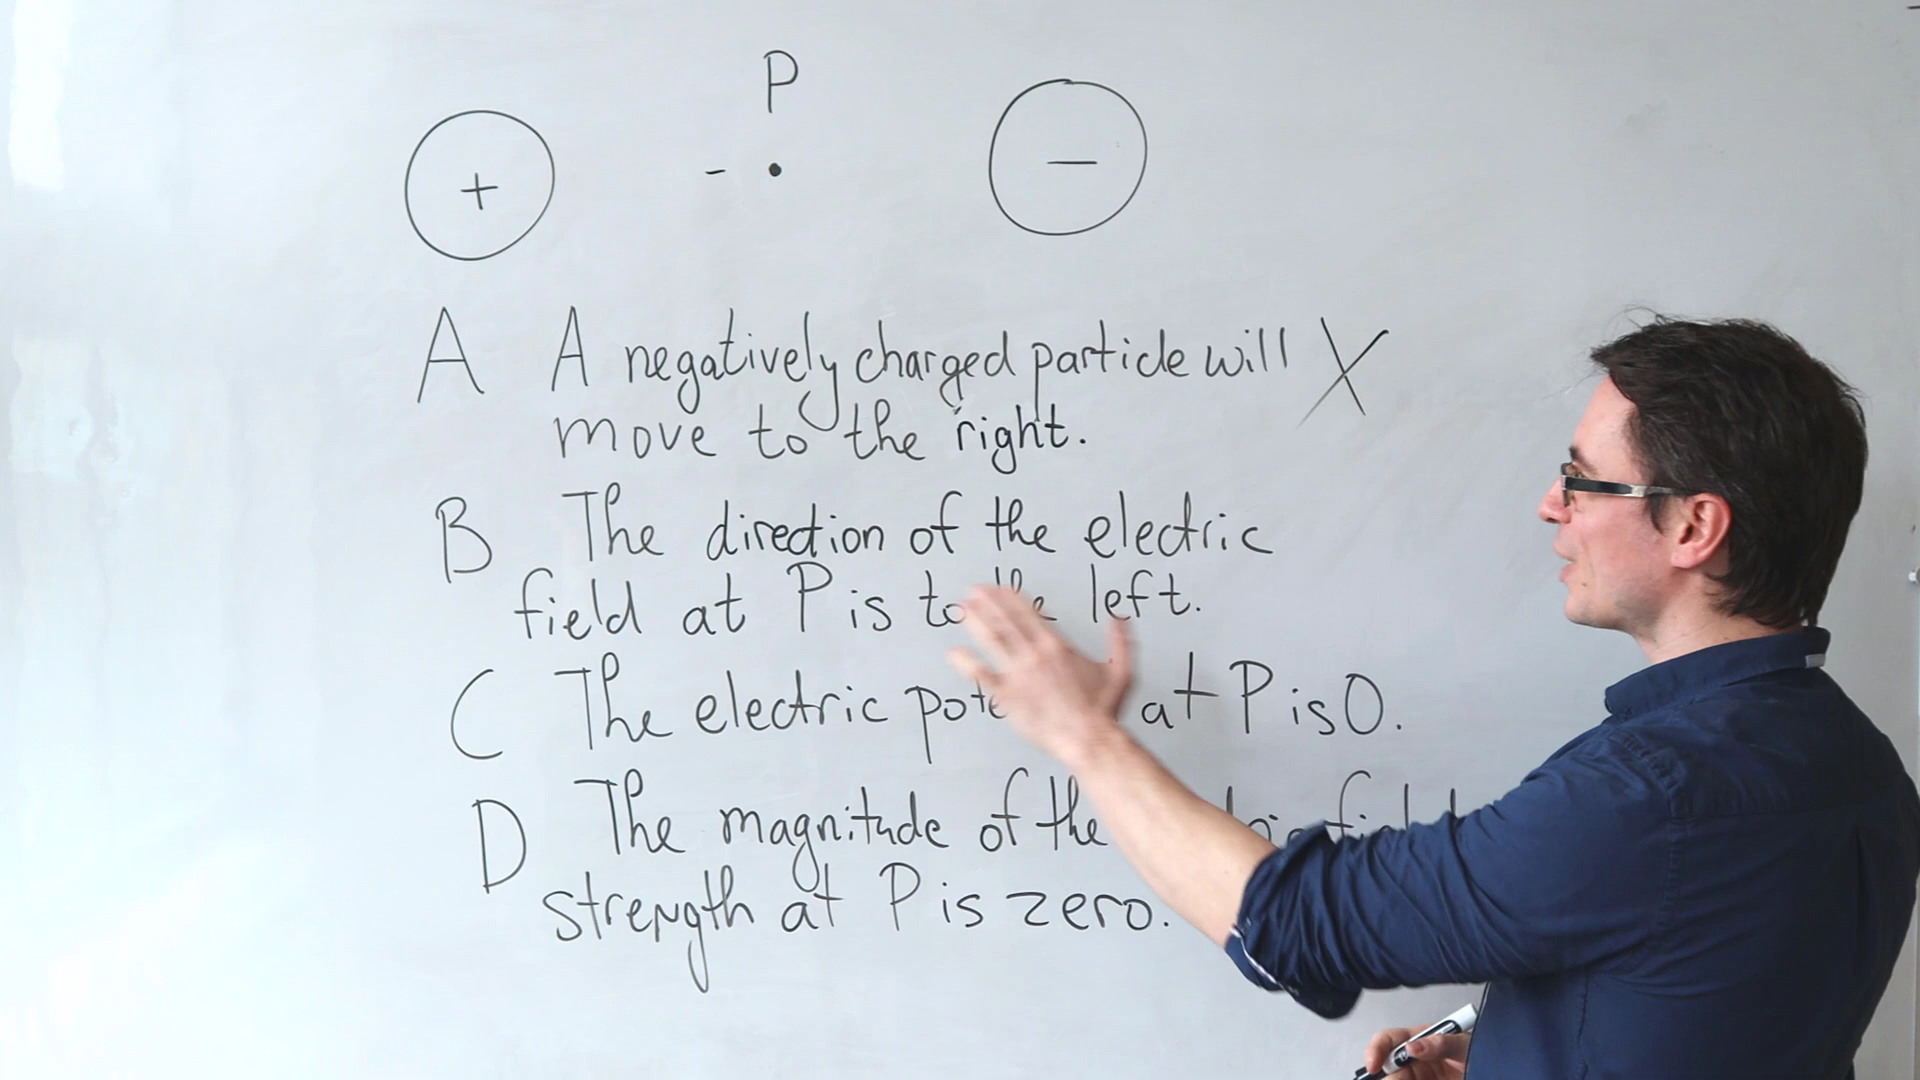 P
+ - • —
A A negatively charged particle will X
move to the right.
B The direction of the electric
field at P is to left.
C The electric at P is 0.
D The magnitude of the
strength at P is zero.